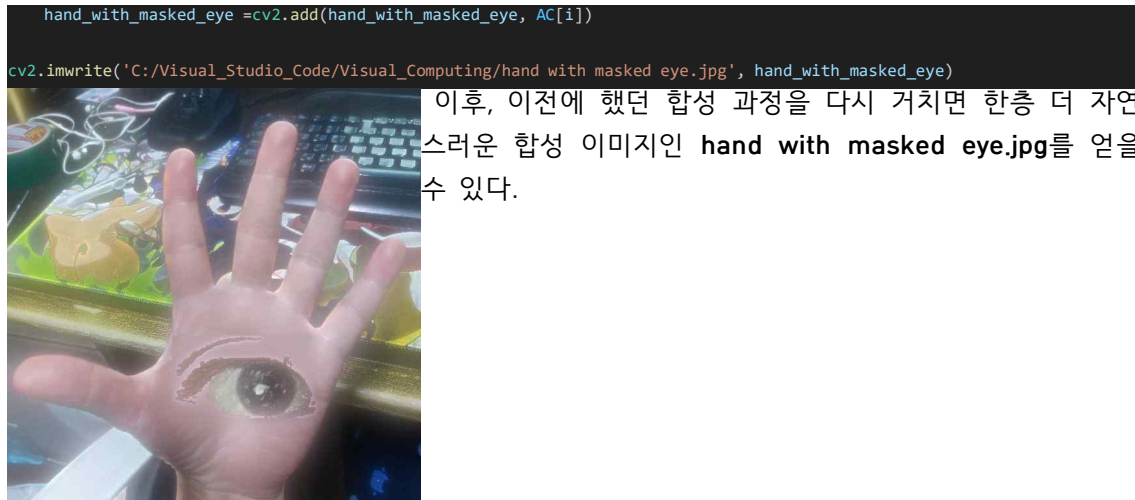 hand_with_masked_eye =cv2.add(hand_with_masked_eye, AC[i])
cv2.imwrite('C:/Visual_Studio_Code/Visual_Computing/hand with masked eye.jpg', hand_with_masked_eye)
이후, 이전에 했던 합성 과정을 다시 거치면 한층 더 자연
스러운 합성 이미지인 hand with masked eye.jpg를 얻을
수 있다.